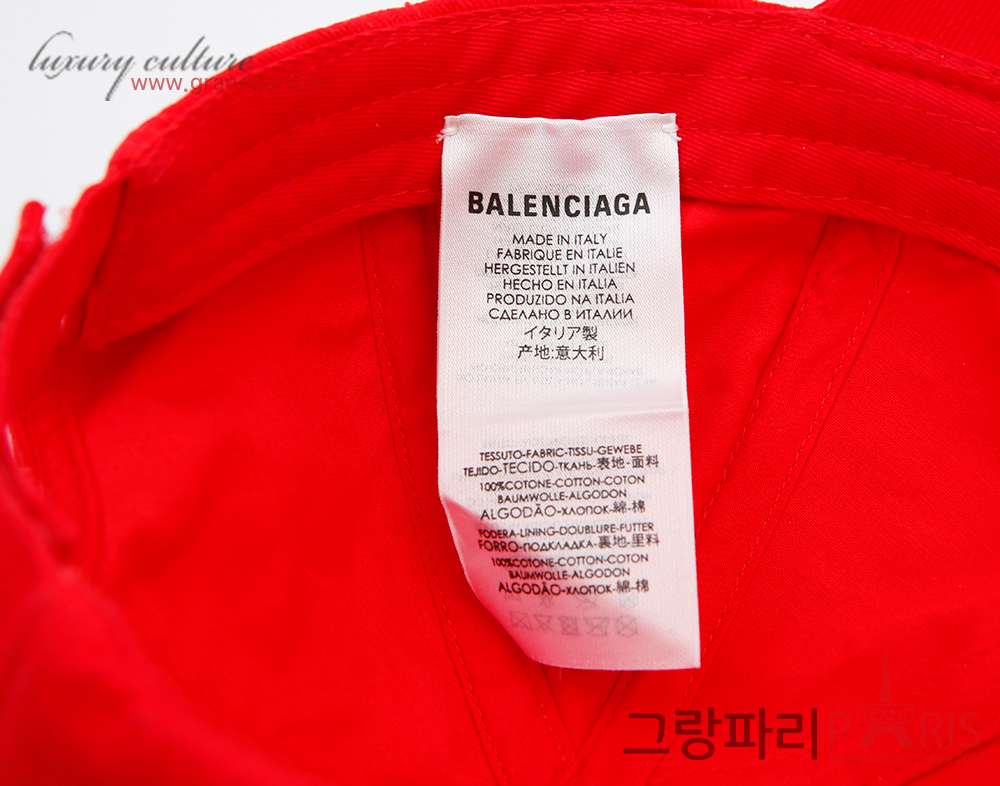 luxury culture
BALENCIAGA
MADE IN ITALY
FABRIQUE EN ITALIE
HERGESTELLT IN ITALIEN
HECHO EN ITALIA
PRODUZIDO NA ITALIA
СДЕЛАНО В ИТАЛИИ
イタリア製
产地:意大利
TESSUTO-FABRIC-TISSU-GEWEBE
TEJIDO-TECIDO-ТКАНЬ-表地-面料
100%COTONE-COTTON-COTON
BAUMWOLLE-ALGODON
ALGODÃO-ХЛОПОК-綿-棉
FODERA-LINING-DOUBLURE-FUTTER
FORRO-ПОДКЛАДКА-裏地-里料
100%COTONE-COTTON-COTON
BAUMWOLLE-ALGODON
ALGODÃO-ХЛОПОК-綿-棉
그랑파리 PARIS